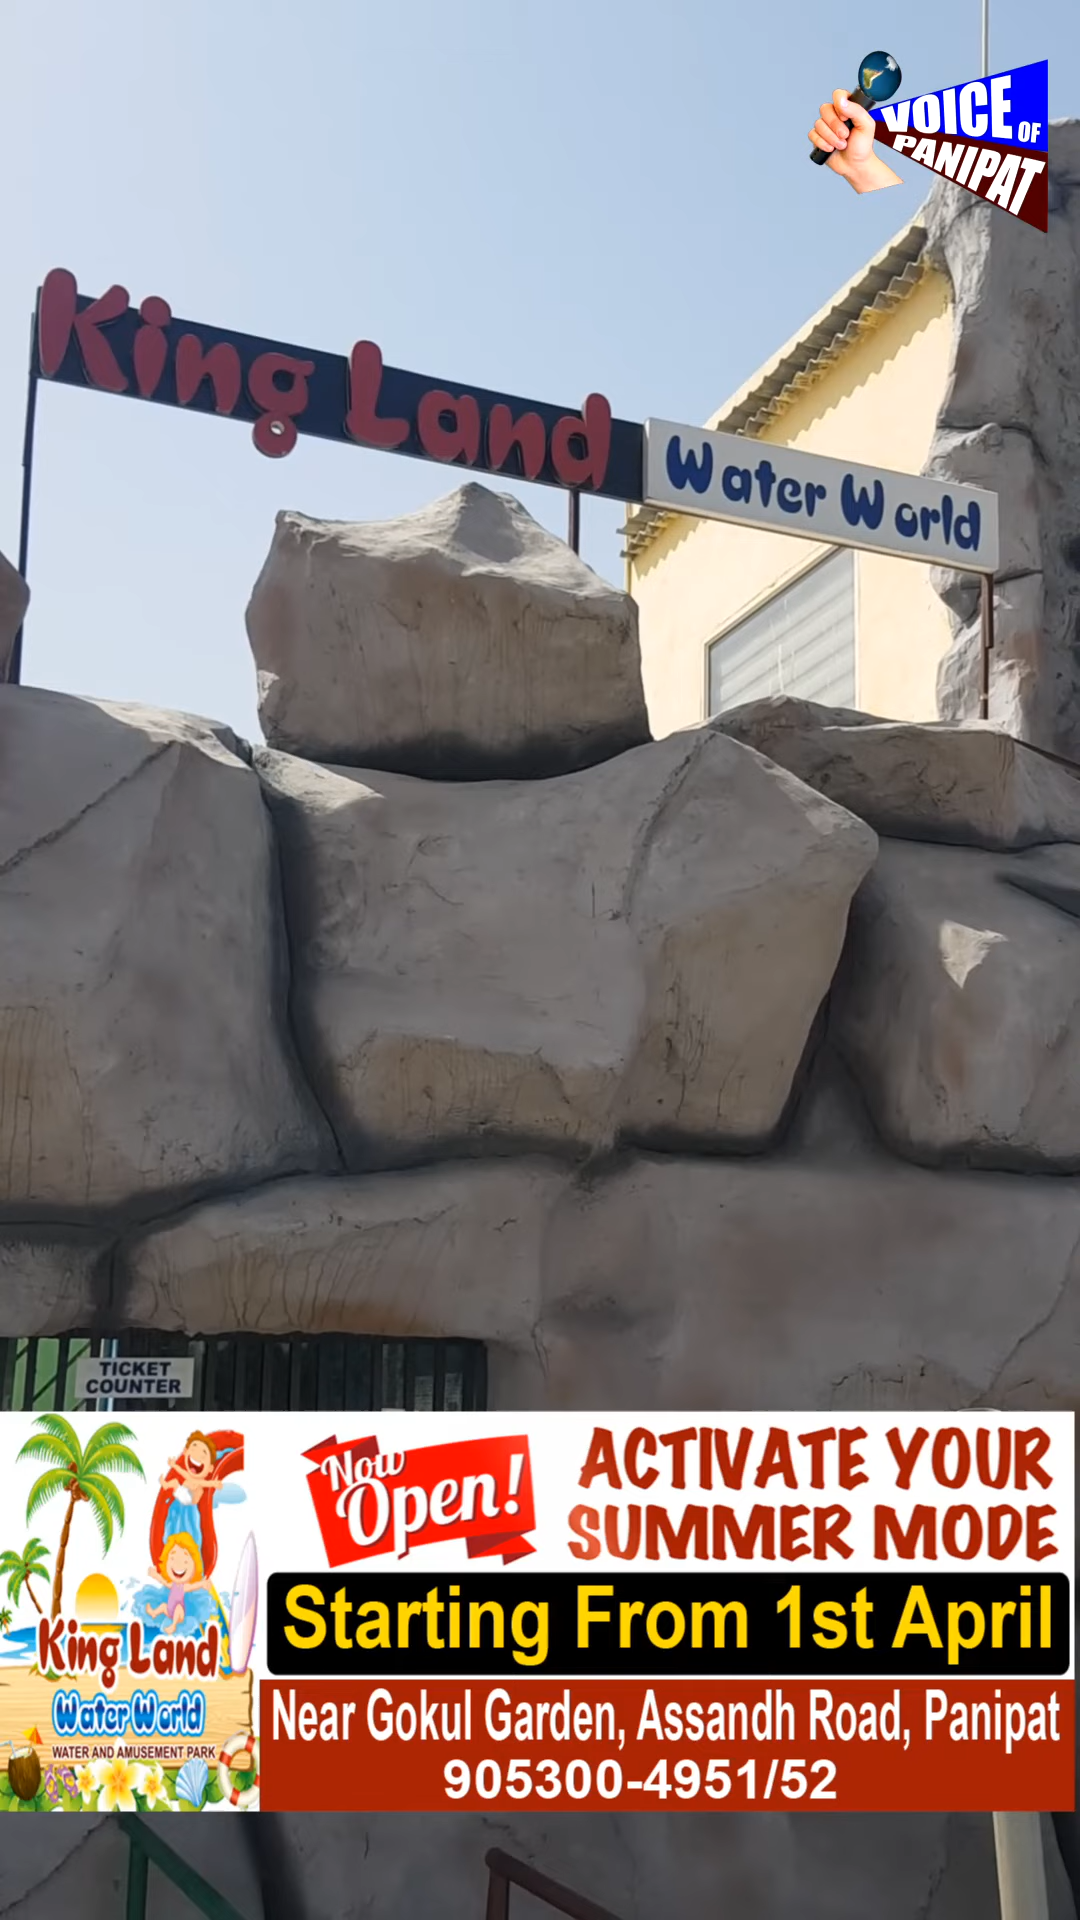 VOICE OF
PANIPAT
King Land
Water World
TICKET
COUNTER
Now
Open!
ACTIVATE YOUR
SUMMER MODE
Starting From 1st April
King Land
Water World
WATER AND AMUSEMENT PARK
Near Gokul Garden, Assandh Road, Panipat
905300-4951/52